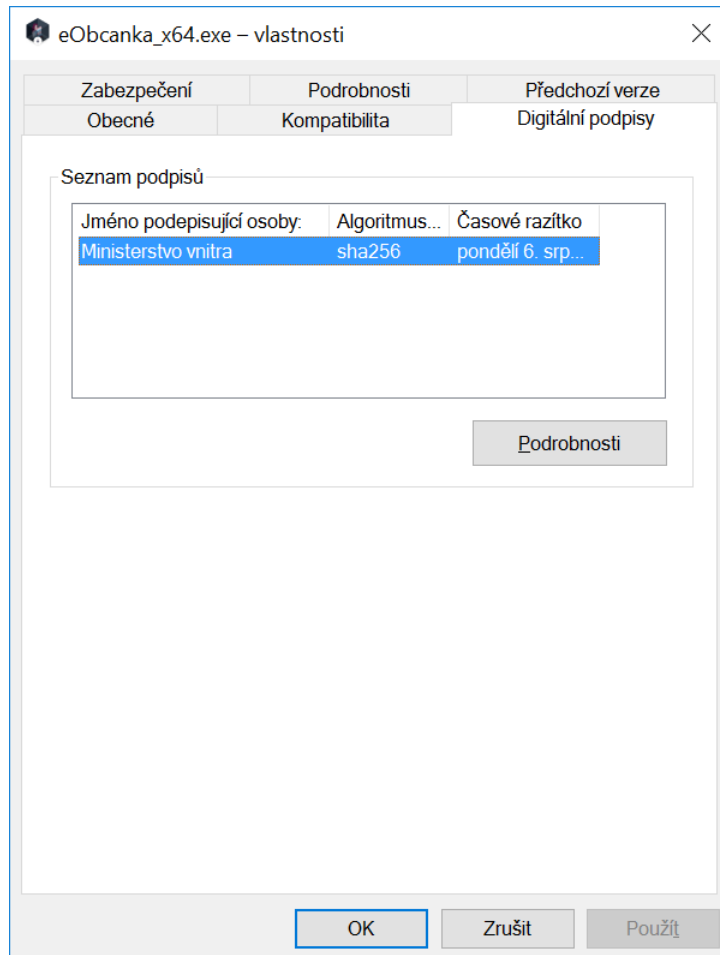 eObcanka_x64.exe – vlastnosti
Zabezpečení Podrobnosti Předchozí verze
Obecné Kompatibilita Digitální podpisy
Seznam podpisů
Jméno podepisující osoby: Algoritmus... Časové razítko
Ministerstvo vnitra sha256 pondělí 6. srp...
Podrobnosti
OK Zrušit Použít